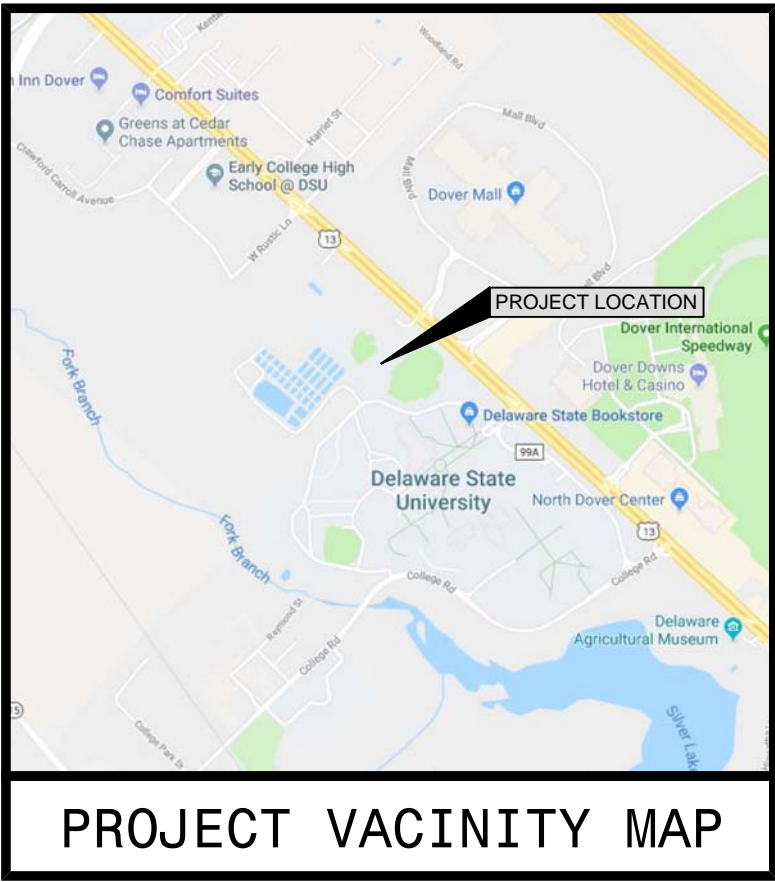 Kentw
Woodland Rd
n Inn Dover
Comfort Suites
Greens at Cedar
Chase Apartments
Harriet St
Mall Blvd
Crawford Carroll Avenue
Early College High
School @ DSU
Mall Blvd
Dover Mall
W Rustic Ln
13
all Blvd
PROJECT LOCATION
Dover International
Speedway
Fork Branch
Dover Downs
Hotel & Casino
Delaware State Bookstore
99A
Delaware State
University
North Dover Center
Fork Branch
13
College Rd
College Rd
Raymond St
Delaware
Agricultural Museum
College Rd
15
College Park Dr
Silver Lake
PROJECT VACINITY MAP